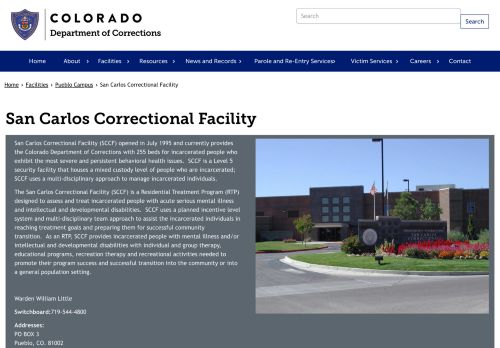 COLORADO
Department of Corrections
Search
Search
Home About Facilities Resources News and Records Parole and Re-Entry Services Victim Services Careers Contact
Home › Facilities › Pueblo Campus › San Carlos Correctional Facility
San Carlos Correctional Facility
San Carlos Correctional Facility (SCCF) opened in July 1995 and currently provides
the Colorado Department of Corrections with 255 beds for incarcerated people who
exhibit the most severe and persistent behavioral health issues. SCCF is a Level 5
security facility that houses a mixed custody level of people who are incarcerated;
SCCF uses a multi-disciplinary approach to manage incarcerated individuals.
The San Carlos Correctional Facility (SCCF) is a Residential Treatment Program (RTP)
designed to assess and treat incarcerated people with acute serious mental illness
and intellectual and developmental disabilities. SCCF uses a planned incentive level
system and multi-disciplinary team approach to assist the incarcerated individuals in
reaching treatment goals and preparing them for successful community
transition. As an RTP, SCCF provides incarcerated people with mental illness and/or
intellectual and developmental disabilities with individual and group therapy,
educational programs, recreation therapy and recreational activities needed to
promote their program success and successful transition into the community or into
a general population setting.
Warden William Little
Switchboard:719-544-4800
Addresses:
PO BOX 3
Pueblo, CO. 81002
SAN CARLOS